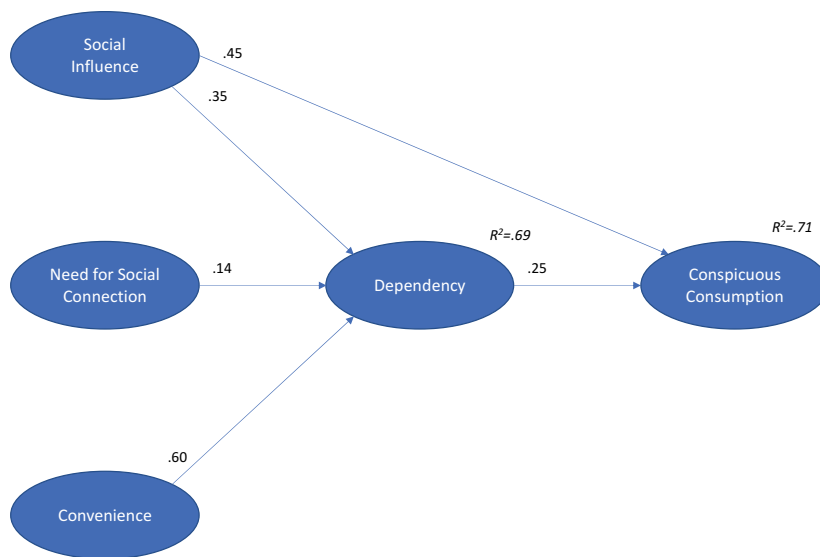 Social
Influence
.45
.35
R²=.69
R²=.71
Need for Social
Connection
.14
Dependency
.25
Conspicuous
Consumption
.60
Convenience